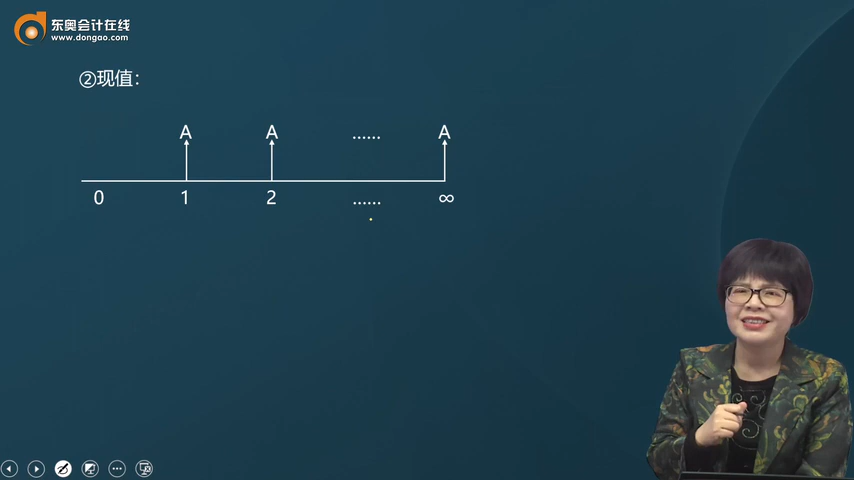 东奥会计在线
www.dongao.com
②现值：
A A ...... A
0 1 2 ...... ∞